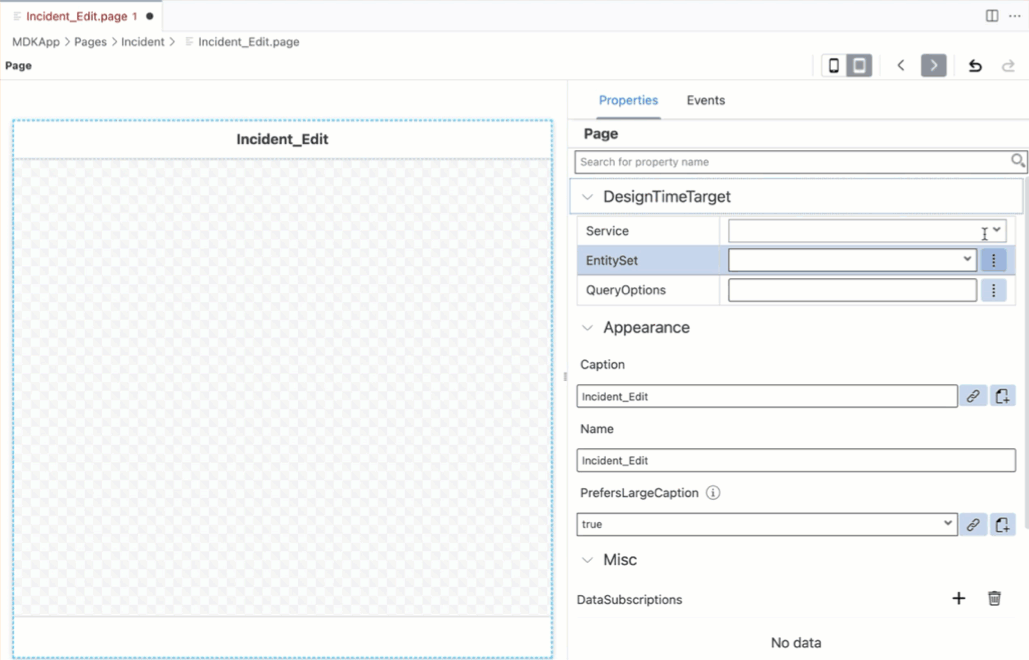 Incident_Edit.page 1
MDKApp > Pages > Incident > Incident_Edit.page
Page
Incident_Edit
Properties Events
Page
Search for property name
DesignTimeTarget
Service
EntitySet
QueryOptions
Appearance
Caption
Incident_Edit
Name
Incident_Edit
PrefersLargeCaption
true
Misc
DataSubscriptions
No data